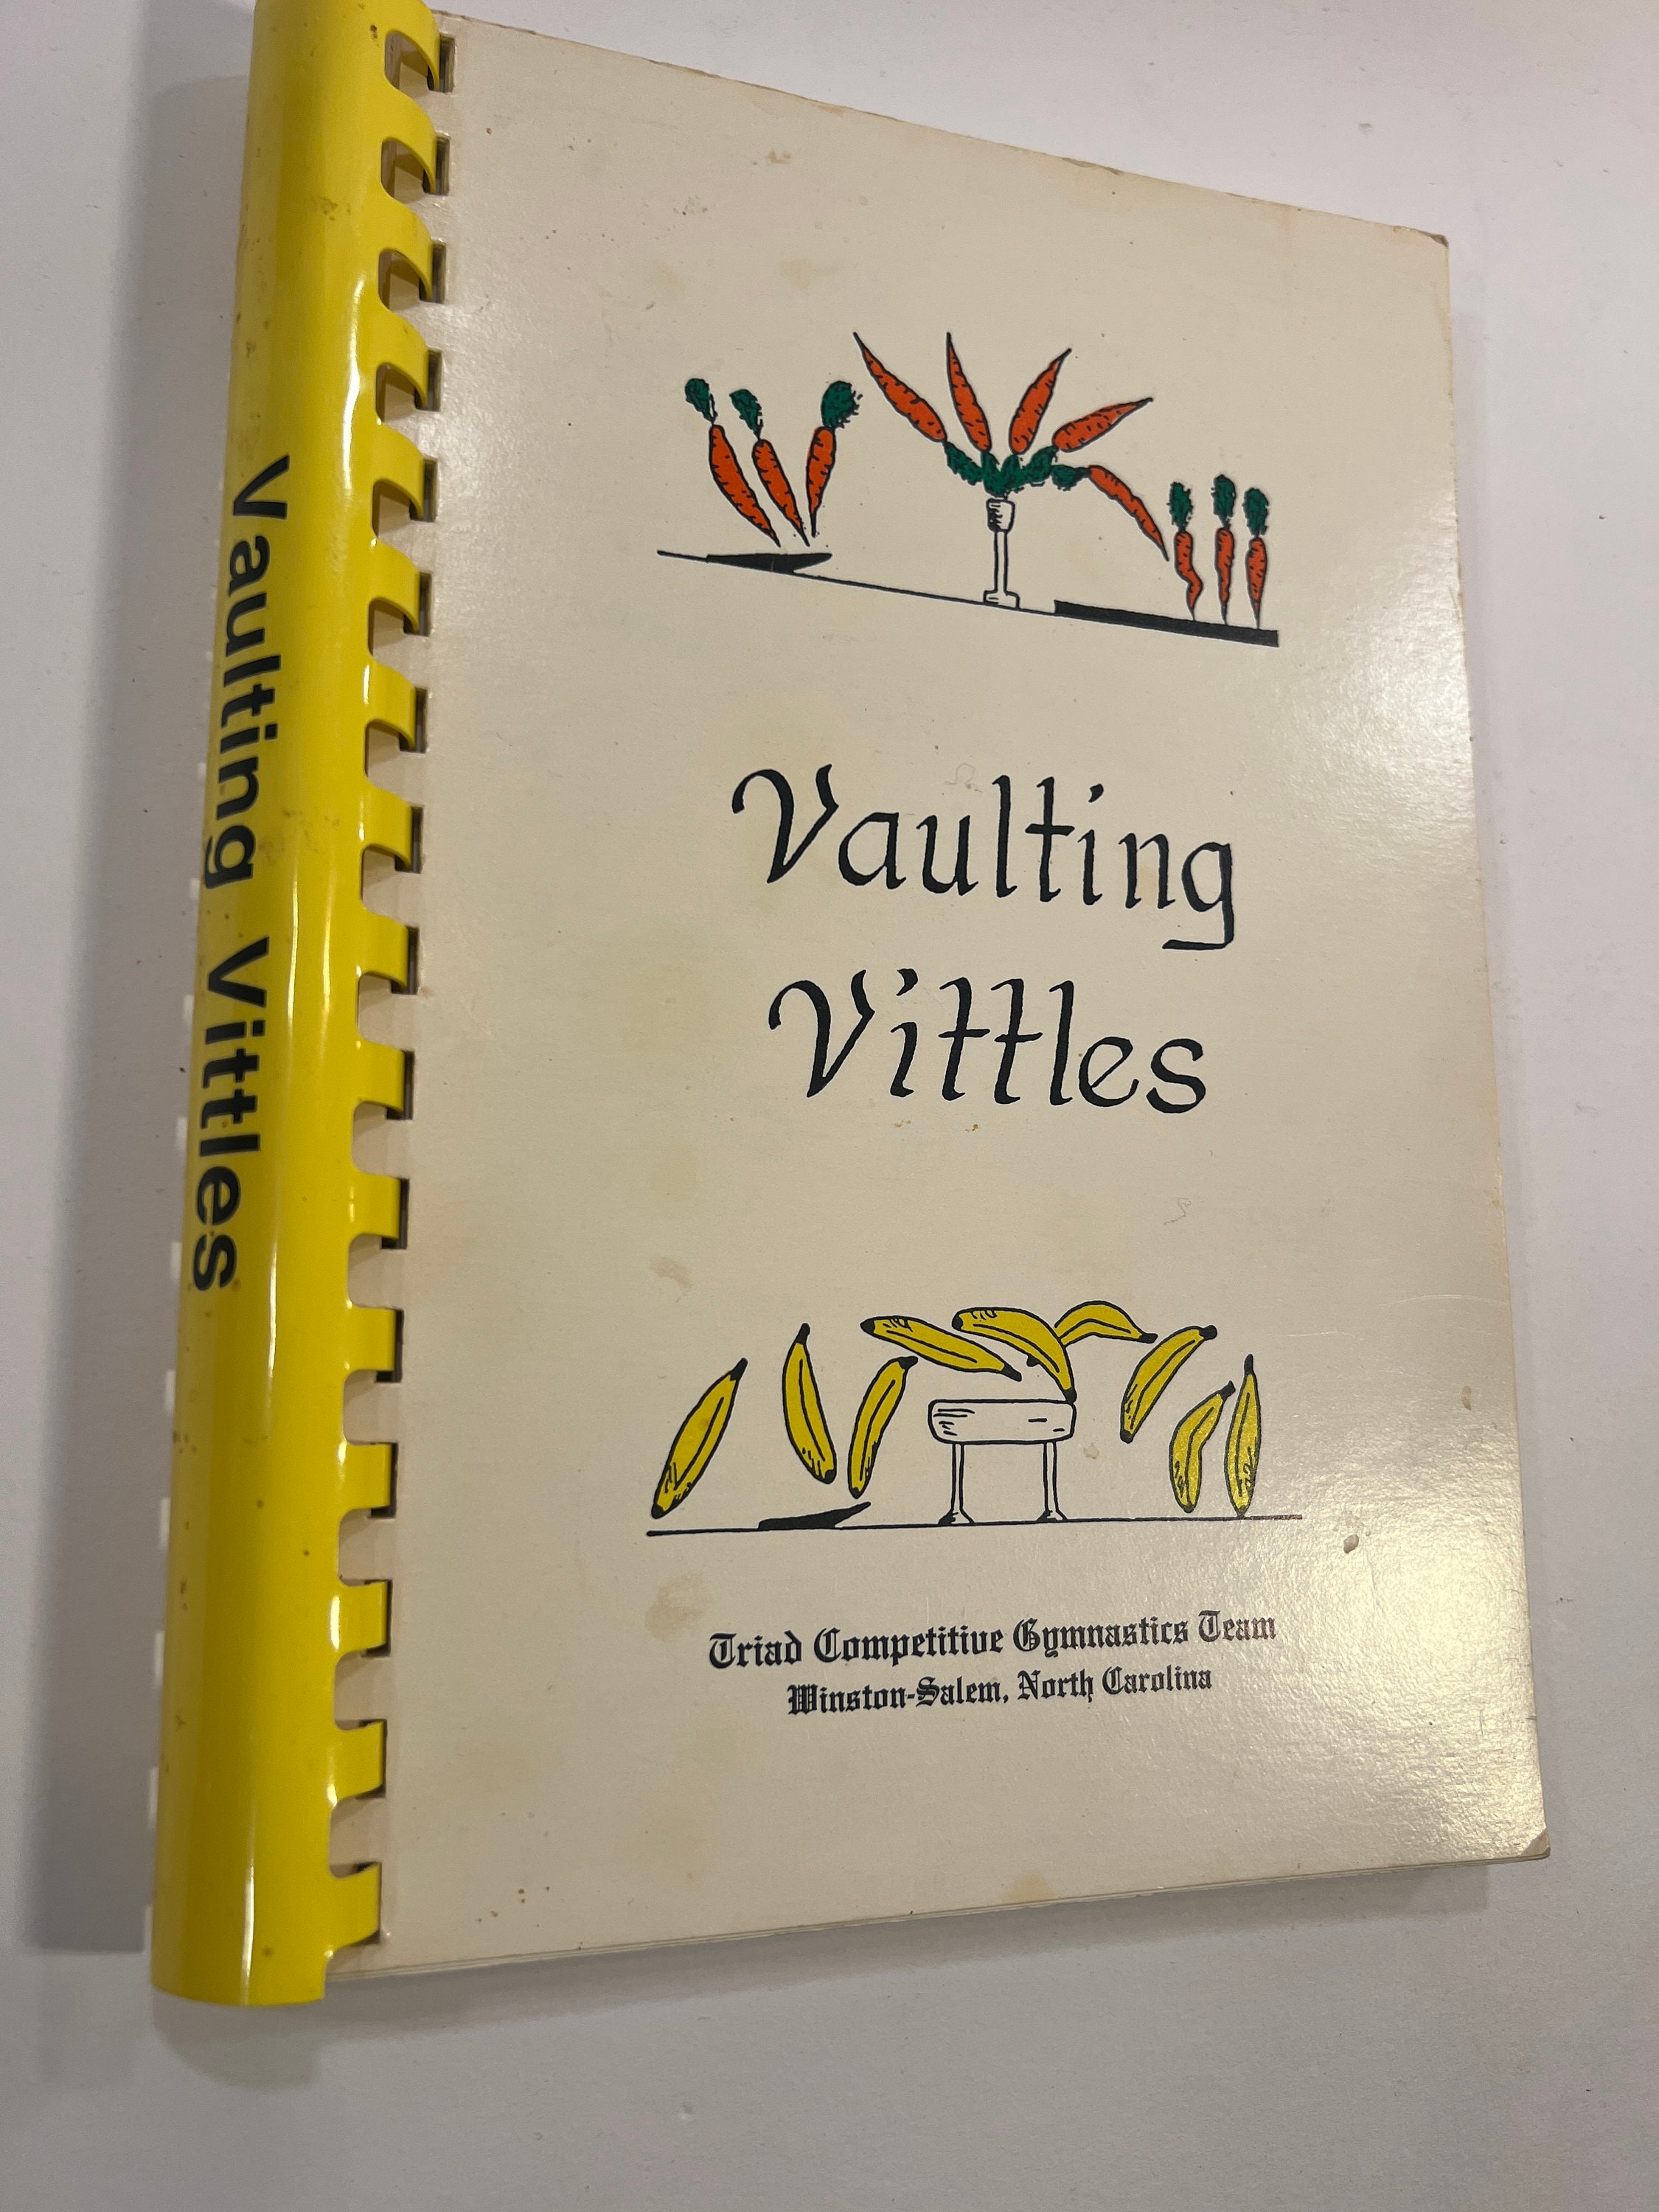 Vaulting Vittles
Vaulting
Vittles
Triad Competitive Gymnastics Team
Winston-Salem, North Carolina